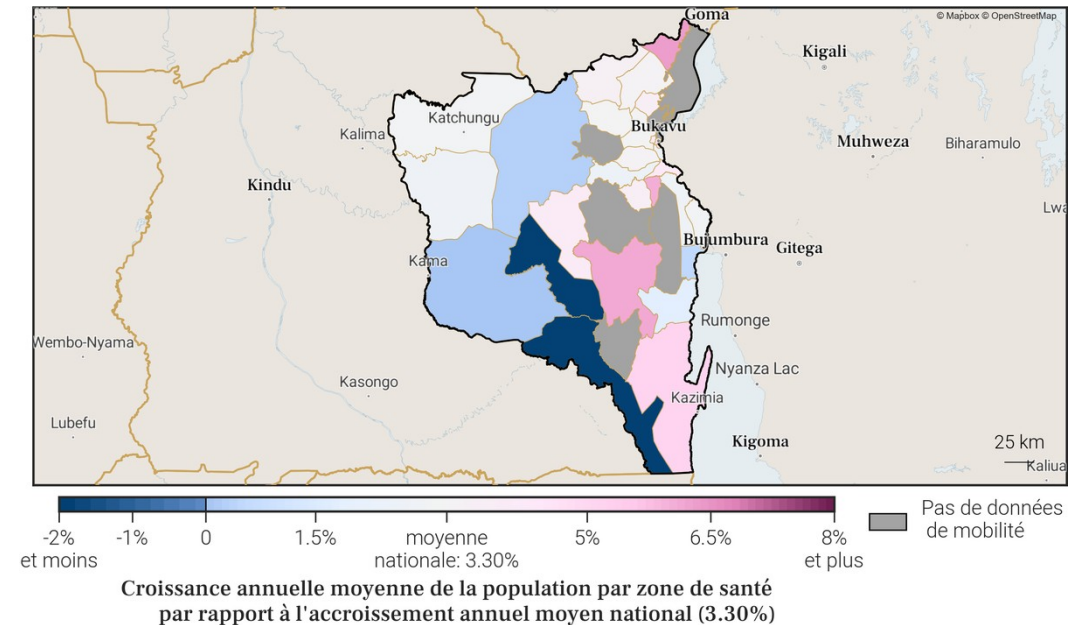 Goma
© Mapbox © OpenStreetMap
Kigali
Katchungu
Kalima
Bukavu
Muhweza
Biharamulo
Kindu
Lwa
Bujumbura
Gitega
Kama
Rumonge
Wembo-Nyama
Nyanza Lac
Kasongo
Kazimia
Lubefu
Kigoma
25 km
Kaliua
-2%
et moins
-1%
0
1.5%
moyenne
nationale: 3.30%
5%
6.5%
8%
et plus
Pas de données
de mobilité
Croissance annuelle moyenne de la population par zone de santé
par rapport à l'accroissement annuel moyen national (3.30%)